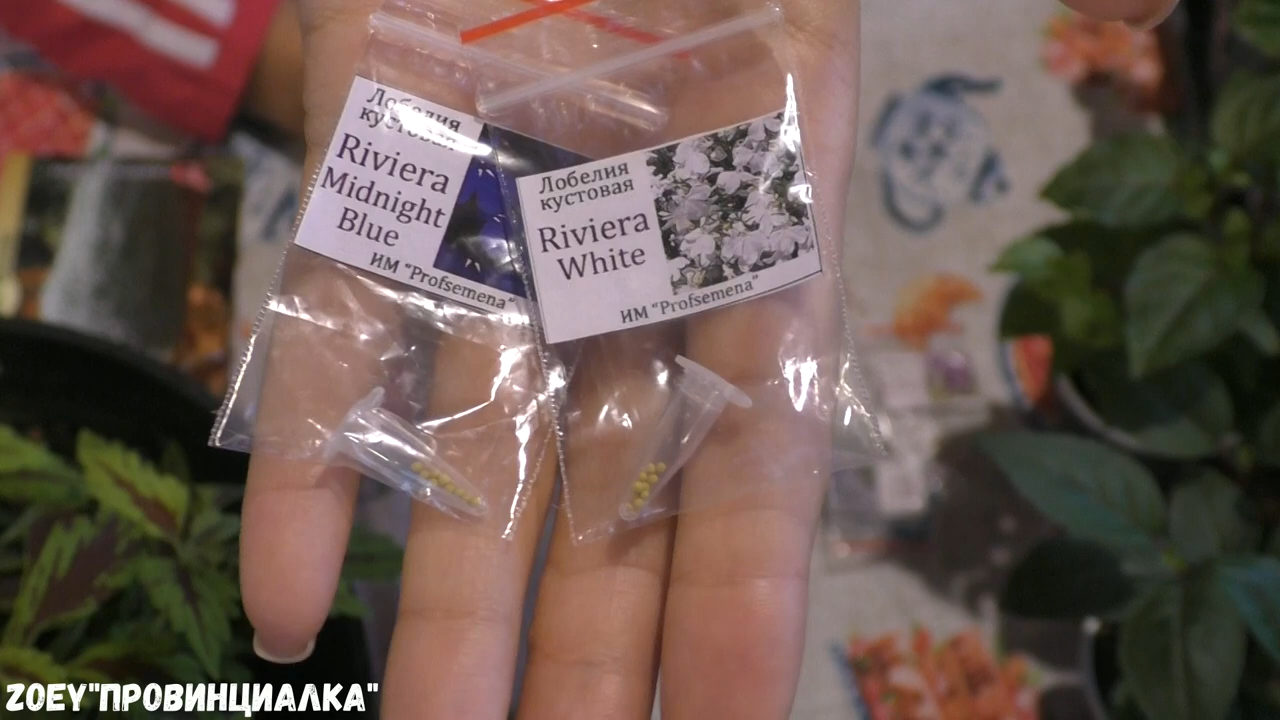 Лобелия
кустовая
Riviera
Midnight
Blue
ИМ "Profsemena"
Лобелия
кустовая
Riviera
White
ИМ "Profsemena"
ZOEY"ПРОВИНЦИАЛКА"